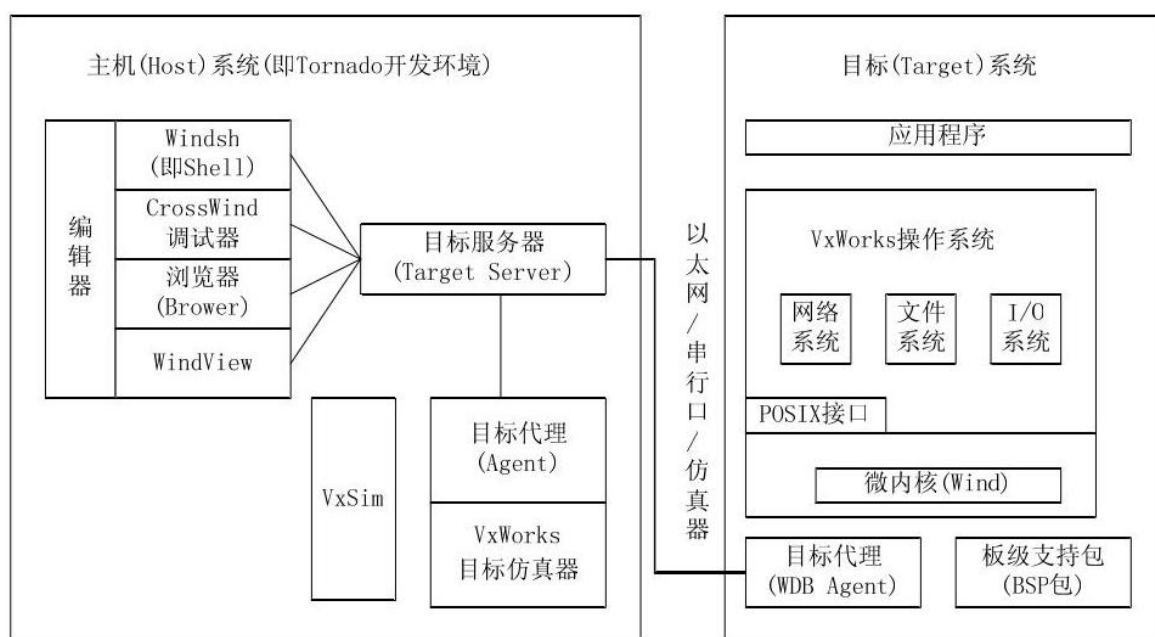 主机(Host)系统(即Tornado开发环境)
编辑器
Windsh
(即Shell)
CrossWind
调试器
浏览器
(Brower)
WindView
目标服务器
(Target Server)
VxSim
目标代理
(Agent)
VxWorks
目标仿真器
以太网/串行口/仿真器
目标(Target)系统
应用程序
VxWorks操作系统
网络
系统
文件
系统
I/O
系统
POSIX接口
微内核(Wind)
目标代理
(WDB Agent)
板级支持包
(BSP包)